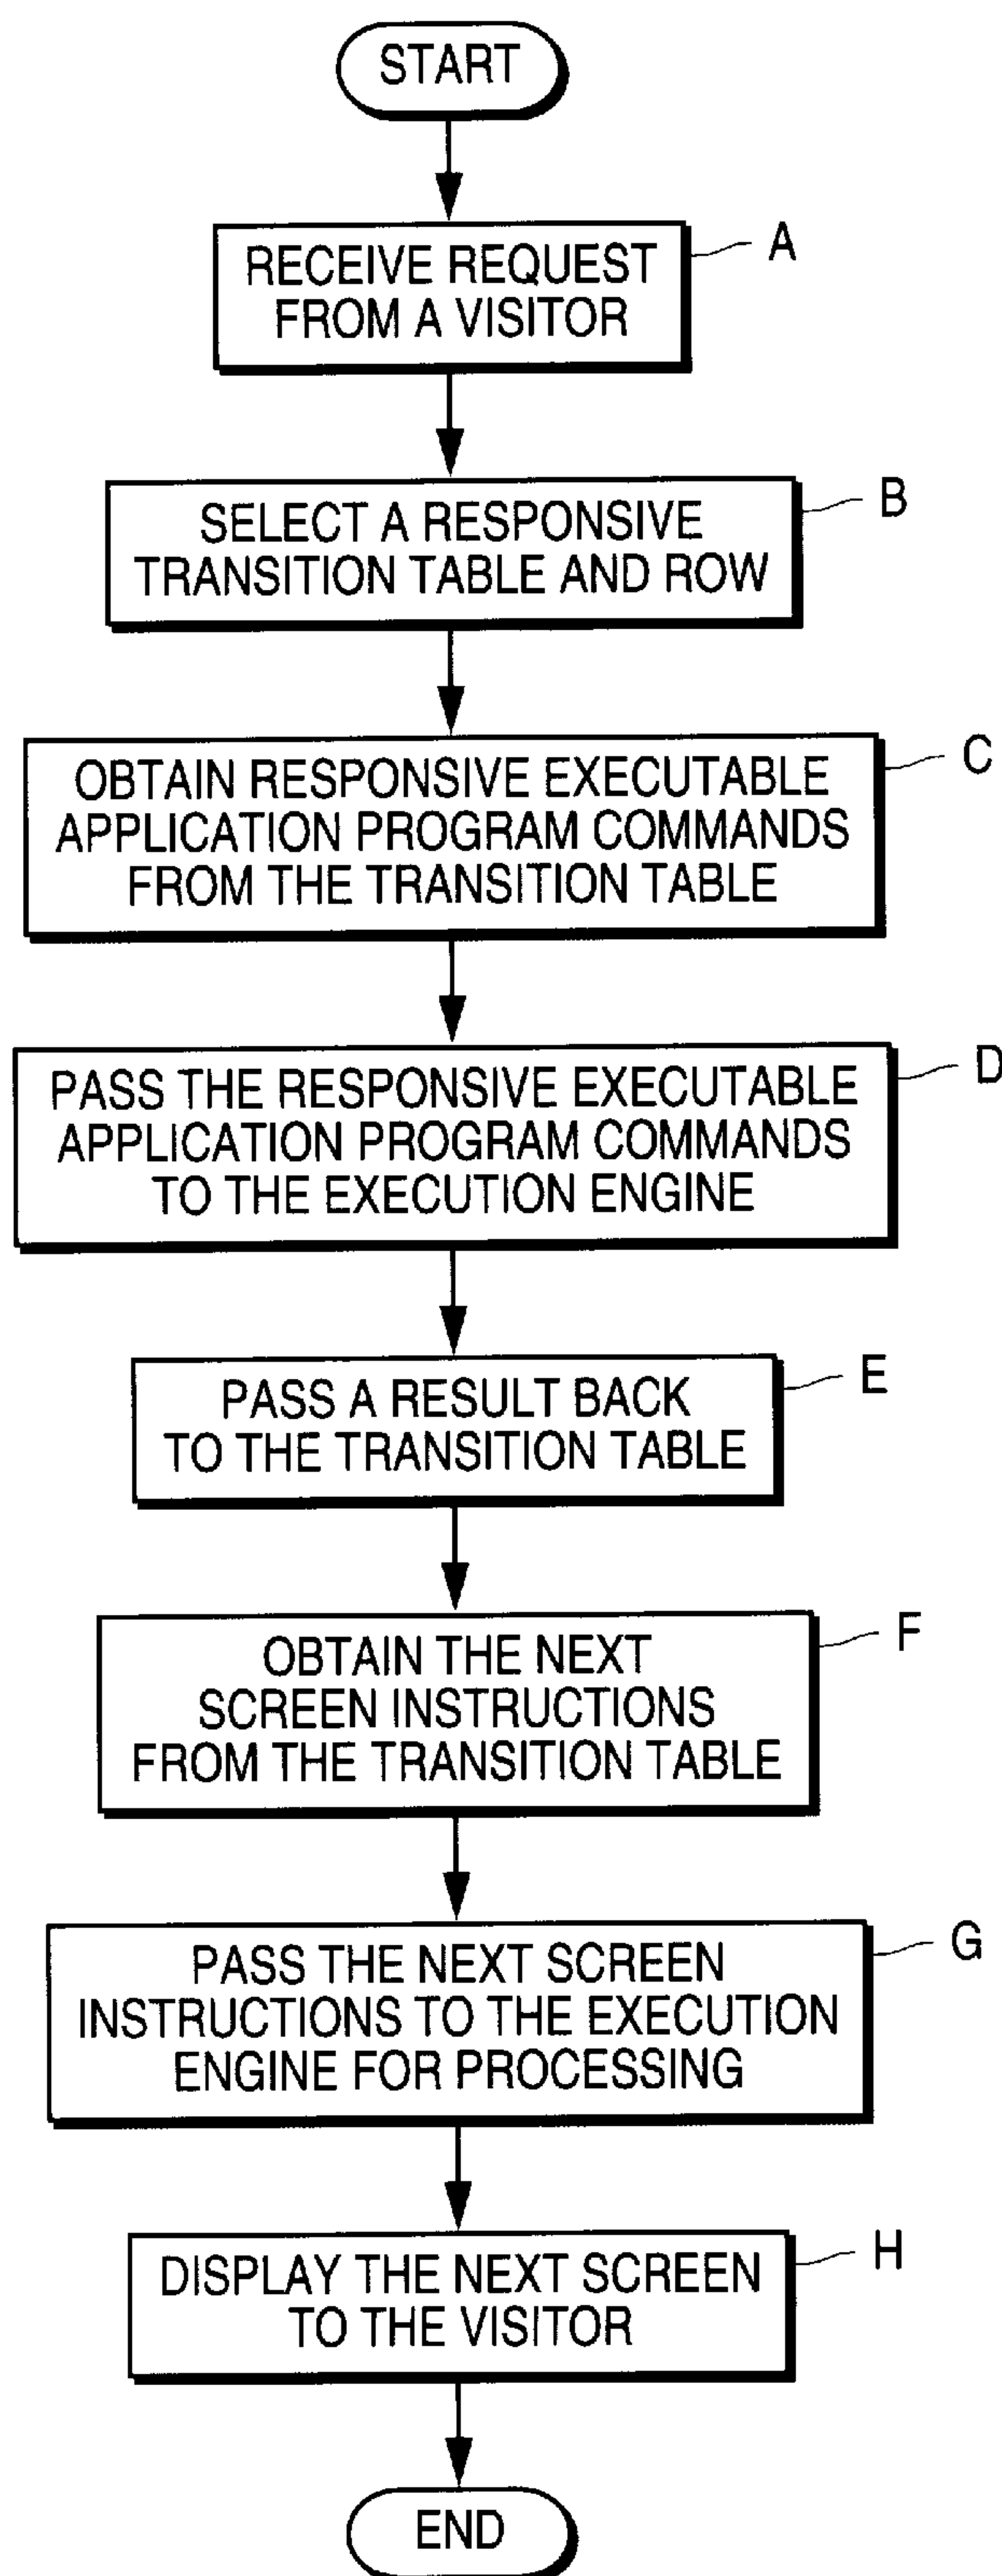 START
RECEIVE REQUEST
FROM A VISITOR
A
SELECT A RESPONSIVE
TRANSITION TABLE AND ROW
B
OBTAIN RESPONSIVE EXECUTABLE
APPLICATION PROGRAM COMMANDS
FROM THE TRANSITION TABLE
C
PASS THE RESPONSIVE EXECUTABLE
APPLICATION PROGRAM COMMANDS
TO THE EXECUTION ENGINE
D
PASS A RESULT BACK
TO THE TRANSITION TABLE
E
OBTAIN THE NEXT
SCREEN INSTRUCTIONS
FROM THE TRANSITION TABLE
F
PASS THE NEXT SCREEN
INSTRUCTIONS TO THE EXECUTION
ENGINE FOR PROCESSING
G
DISPLAY THE NEXT SCREEN
TO THE VISITOR
H
END